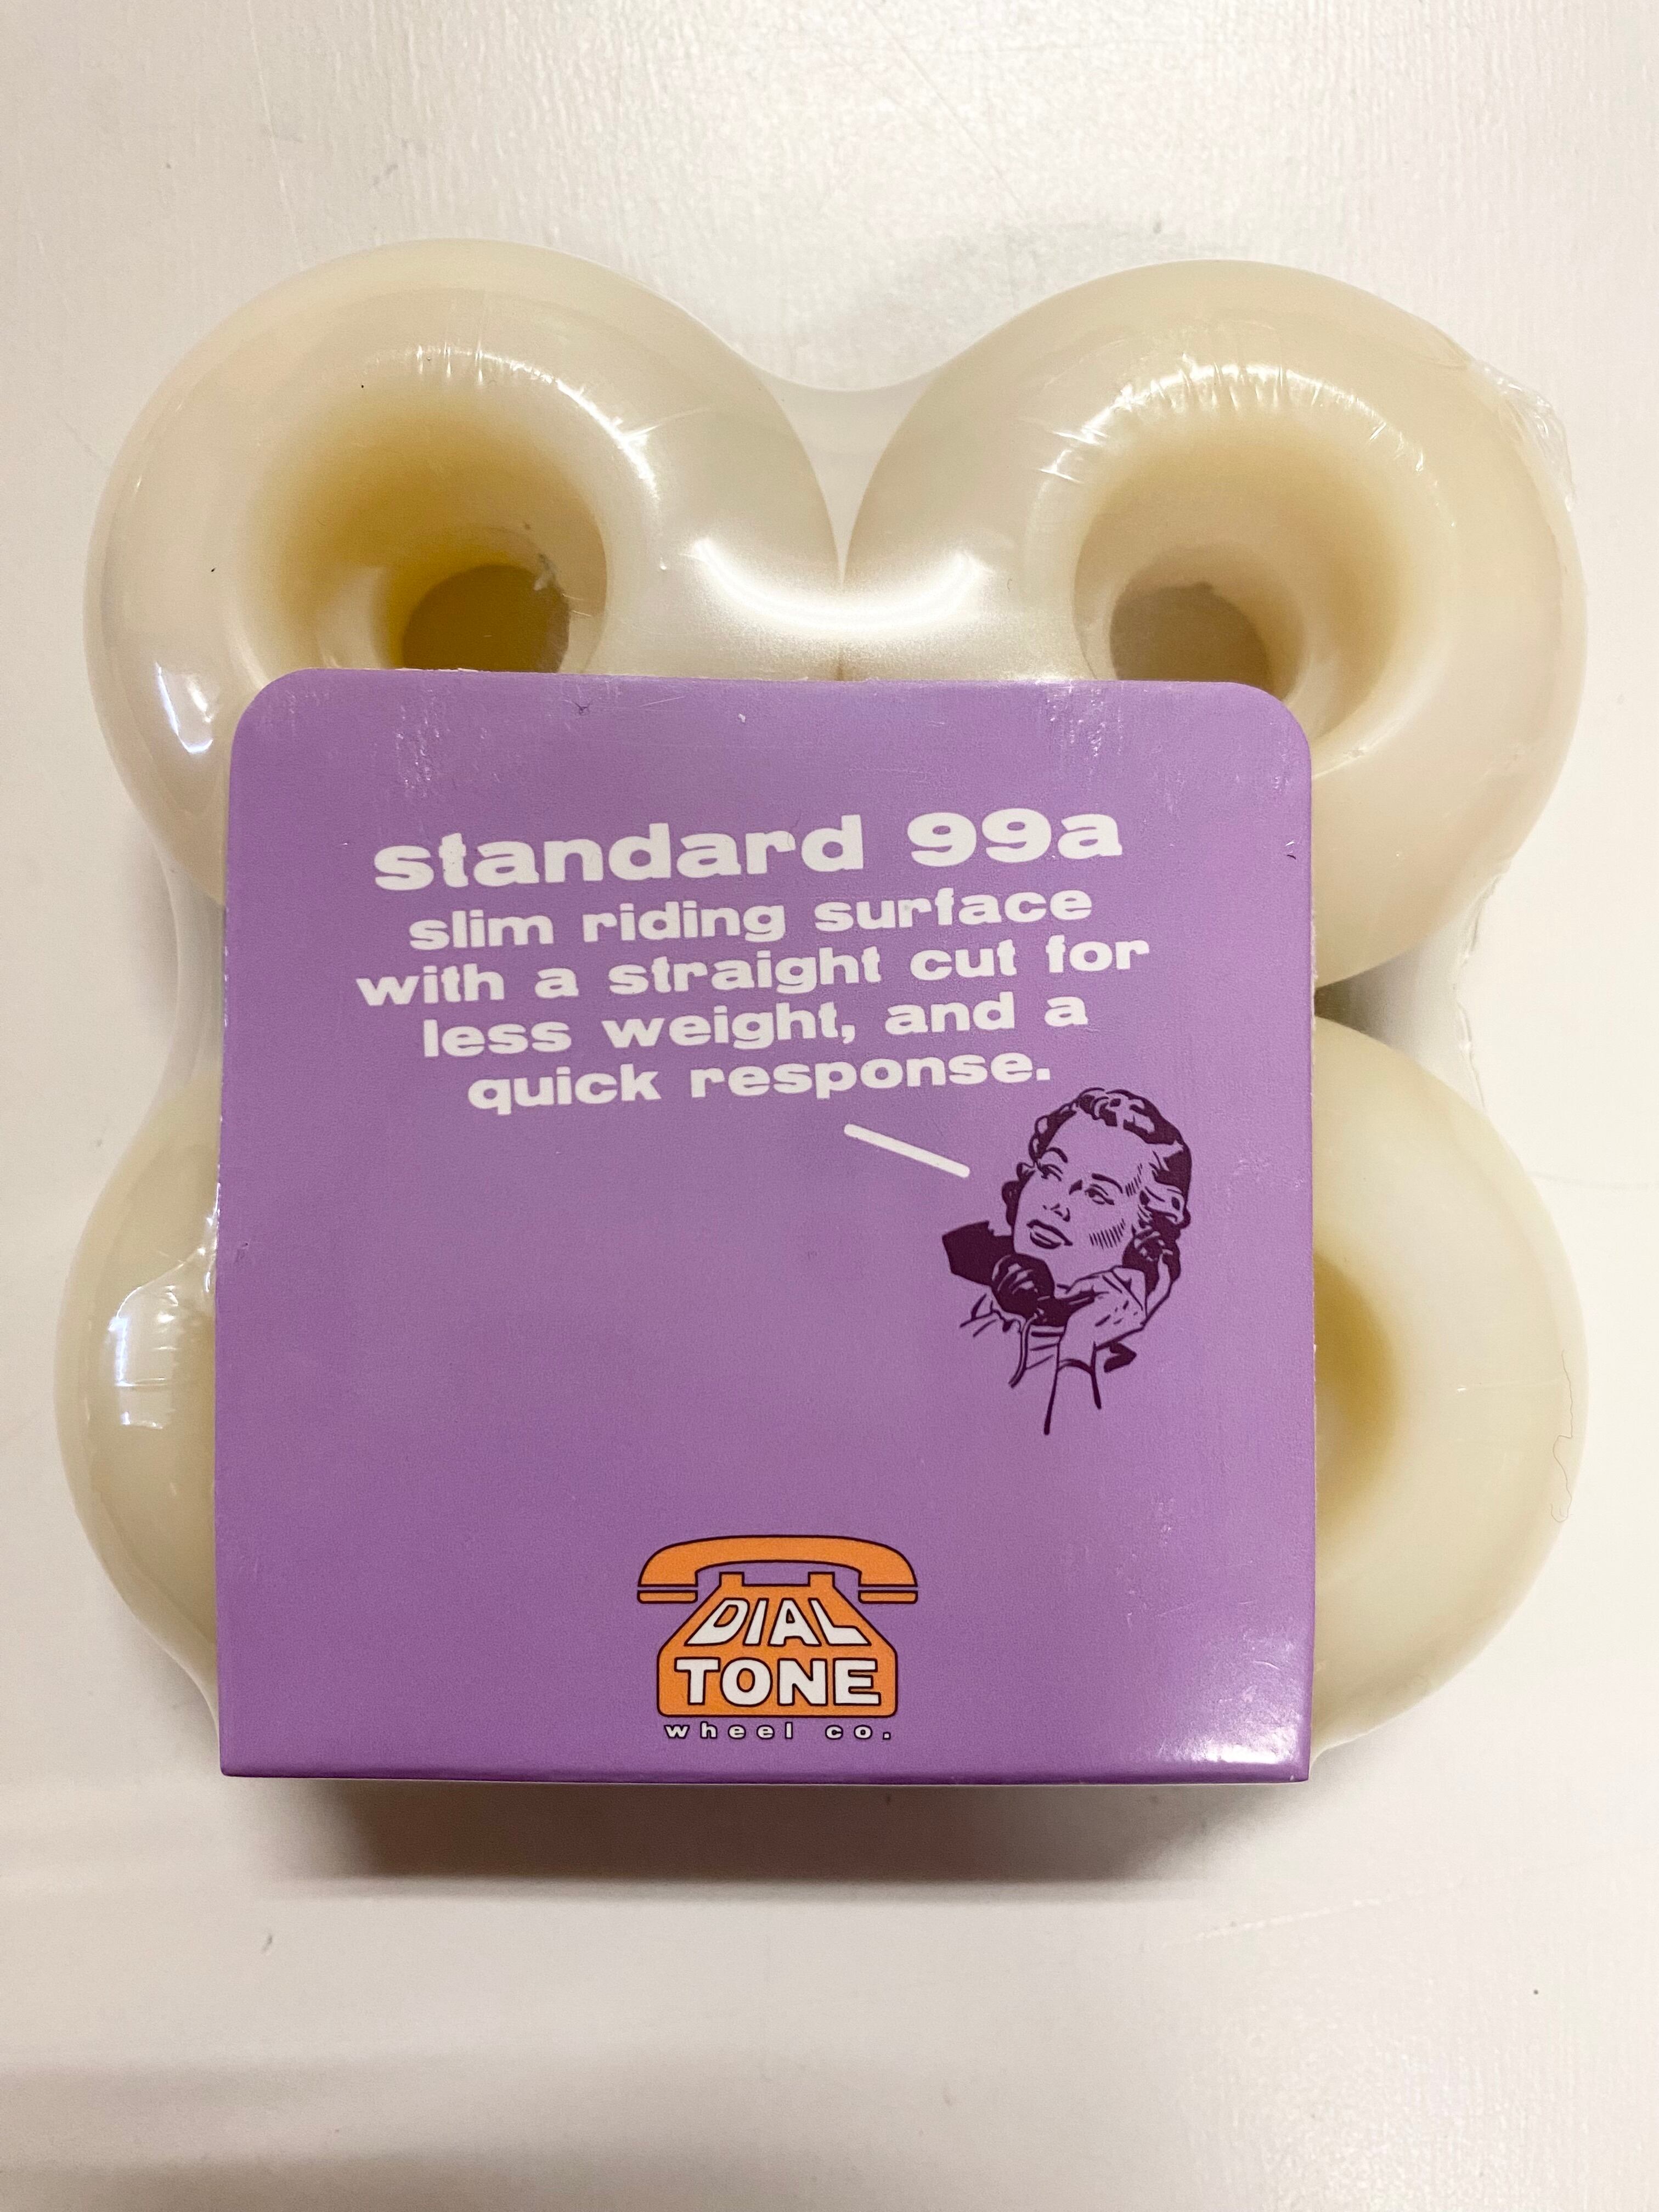 standard 99a
slim riding surface
with a straight cut for
less weight, and a
quick response.
DIAL
TONE
wheel co.